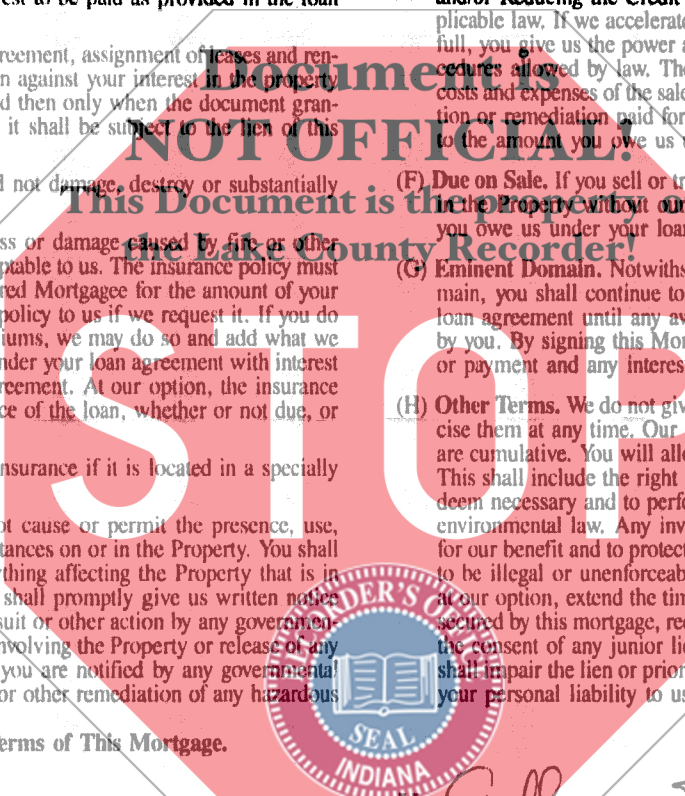 est to be paid as provided in the loan
reement, assignment of leases and ren-
n against your interest in the property
d then only when the document gran-
it shall be subject to the lien of this
d not damage, destroy or substantially
ss or damage caused by fire or other
ptable to us. The insurance policy must
red Mortgagee for the amount of your
policy to us if we request it. If you do
iums, we may do so and add what we
nder your loan agreement with interest
reement. At our option, the insurance
ce of the loan, whether or not due, or
nsurance if it is located in a specially
ot cause or permit the presence, use,
tances on or in the Property. You shall
ything affecting the Property that is in
shall promptly give us written notice
suit or other action by any governmen-
nvolving the Property or release of any
you are notified by any governmental
or other remediation of any hazardous
erms of This Mortgage.
and/or Reducing the Credit
plicable law. If we accelerate
full, you give us the power a
cedures allowed by law. The
costs and expenses of the sale
tion or remediation paid for
to the amount you owe us
(F) Due on Sale. If you sell or tr
in the Property without our
you owe us under your loan
(G) Eminent Domain. Notwiths
main, you shall continue to
loan agreement until any aw
by you. By signing this Mor
or payment and any interes
(H) Other Terms. We do not giv
cise them at any time. Our
are cumulative. You will allo
This shall include the right
deem necessary and to perfo
environmental law. Any inv
for our benefit and to protect
to be illegal or unenforceab
at our option, extend the tim
secured by this mortgage, re
the consent of any junior lie
shall impair the lien or prior
your personal liability to us
Document is
NOT OFFICIAL!
This Document is the property
the Lake County Recorder!
STOP
RECORDER'S OFFICE
SEAL
INDIANA